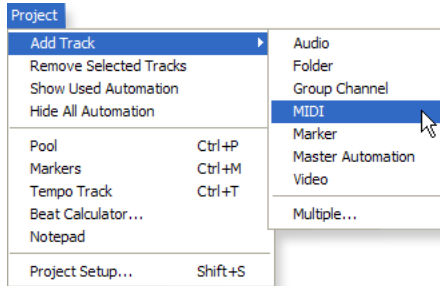 Project
Add Track
Remove Selected Tracks
Show Used Automation
Hide All Automation
Pool Ctrl+P
Markers Ctrl+M
Tempo Track Ctrl+T
Beat Calculator...
Notepad
Project Setup... Shift+S
Audio
Folder
Group Channel
MIDI
Marker
Master Automation
Video
Multiple...